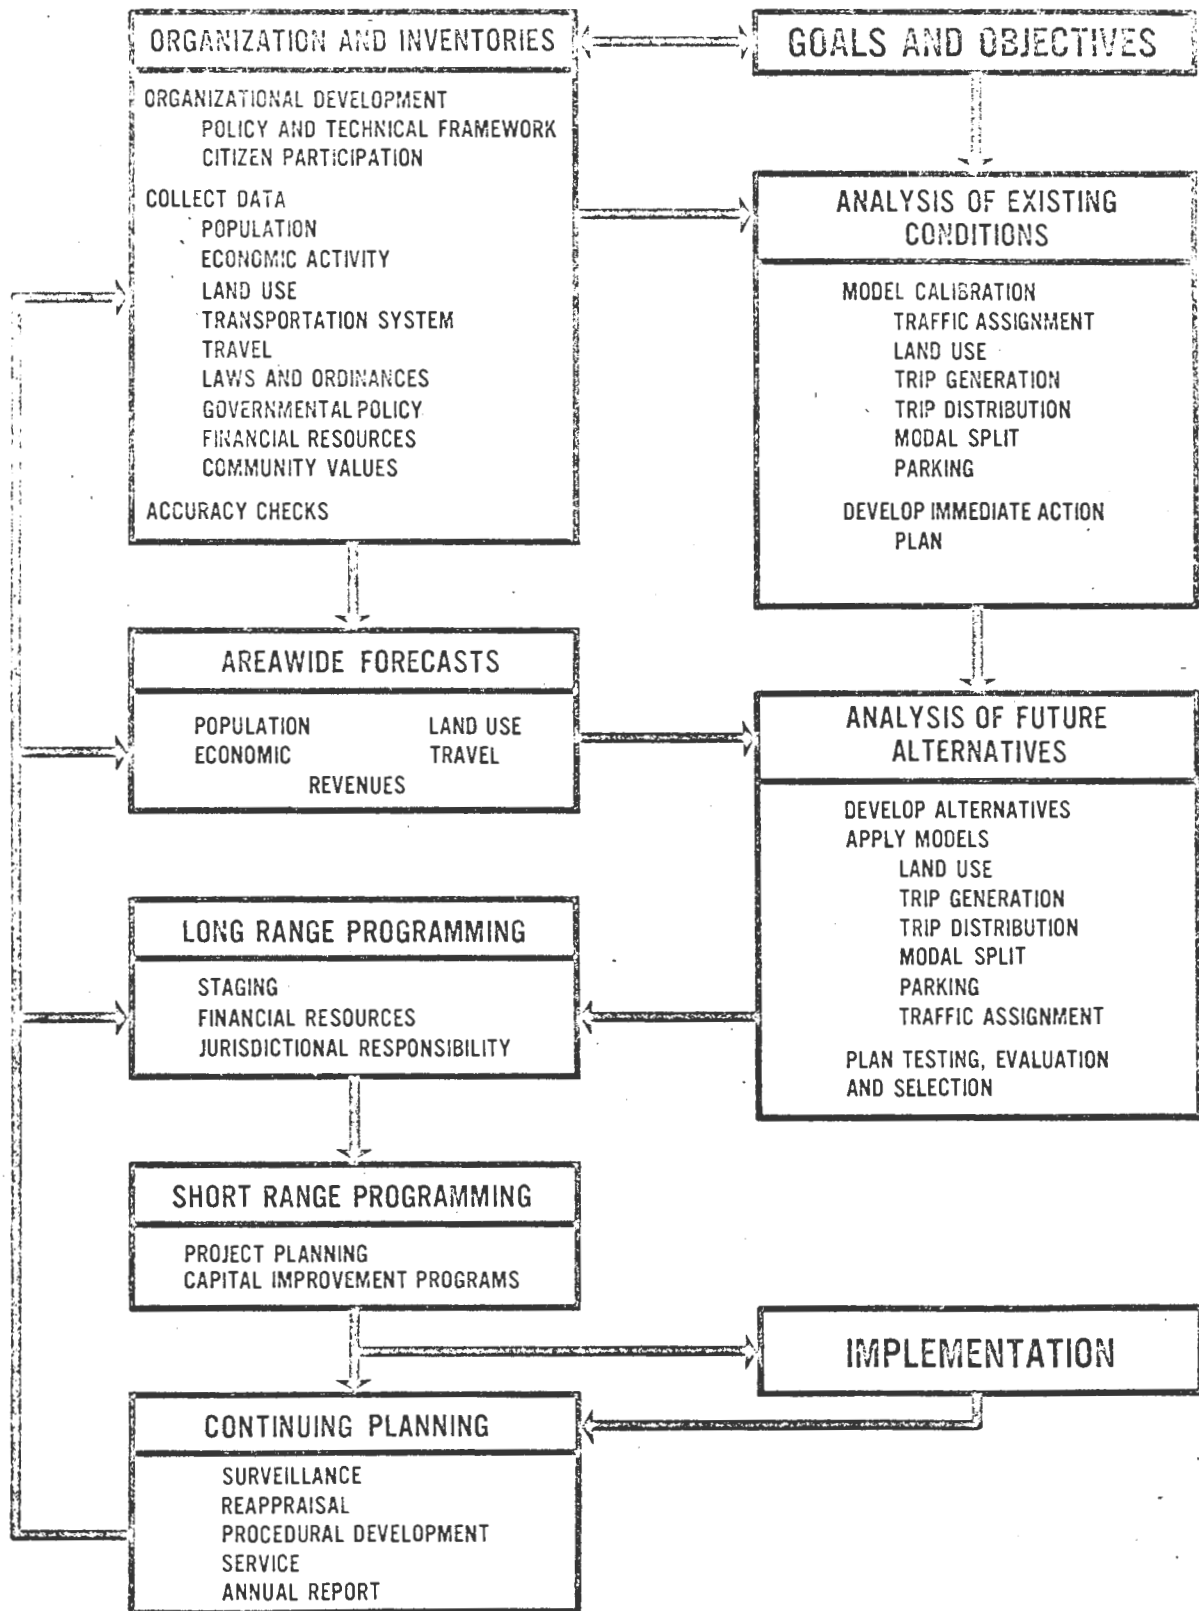 ORGANIZATION AND INVENTORIES
ORGANIZATIONAL DEVELOPMENT
POLICY AND TECHNICAL FRAMEWORK
CITIZEN PARTICIPATION
COLLECT DATA
POPULATION
ECONOMIC ACTIVITY
LAND USE
TRANSPORTATION SYSTEM
TRAVEL
LAWS AND ORDINANCES
GOVERNMENTAL POLICY
FINANCIAL RESOURCES
COMMUNITY VALUES
ACCURACY CHECKS
GOALS AND OBJECTIVES
ANALYSIS OF EXISTING
CONDITIONS
MODEL CALIBRATION
TRAFFIC ASSIGNMENT
LAND USE
TRIP GENERATION
TRIP DISTRIBUTION
MODAL SPLIT
PARKING
DEVELOP IMMEDIATE ACTION
PLAN
AREAWIDE FORECASTS
POPULATION LAND USE
ECONOMIC TRAVEL
REVENUES
ANALYSIS OF FUTURE
ALTERNATIVES
DEVELOP ALTERNATIVES
APPLY MODELS
LAND USE
TRIP GENERATION
TRIP DISTRIBUTION
MODAL SPLIT
PARKING
TRAFFIC ASSIGNMENT
PLAN TESTING, EVALUATION
AND SELECTION
LONG RANGE PROGRAMMING
STAGING
FINANCIAL RESOURCES
JURISDICTIONAL RESPONSIBILITY
SHORT RANGE PROGRAMMING
PROJECT PLANNING
CAPITAL IMPROVEMENT PROGRAMS
IMPLEMENTATION
CONTINUING PLANNING
SURVEILLANCE
REAPPRAISAL
PROCEDURAL DEVELOPMENT
SERVICE
ANNUAL REPORT